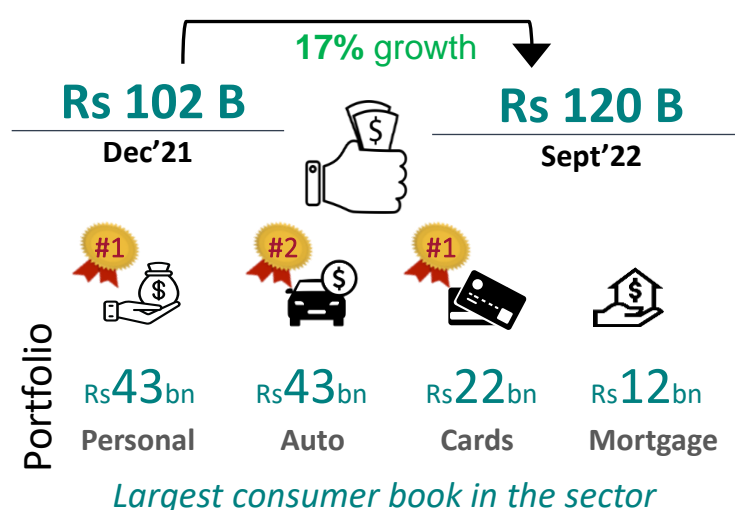 17% growth
Rs 102 B
Rs 120 B
Dec'21
Sept'22
$
#1
#2
#1
$
$
$
Portfolio
Rs43bn
Rs43bn
Rs22bn
Rs12bn
Personal
Auto
Cards
Mortgage
Largest consumer book in the sector